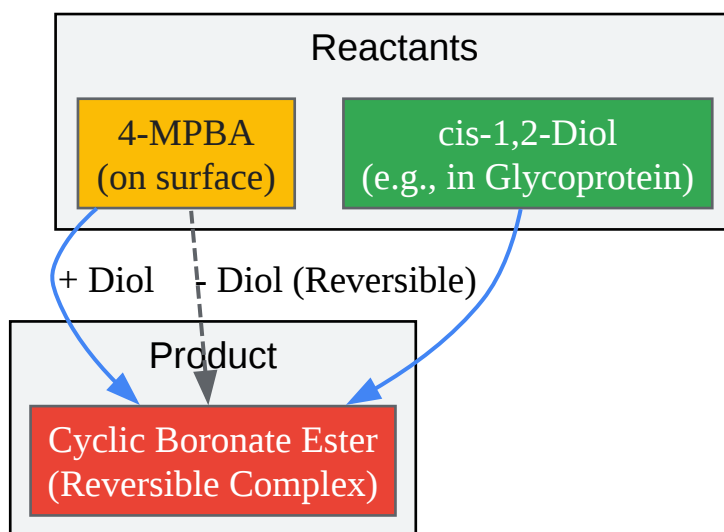 Reactants
4-MPBA
(on surface)
cis-1,2-Diol
(e.g., in Glycoprotein)
+ Diol
- Diol (Reversible)
Product
Cyclic Boronate Ester
(Reversible Complex)